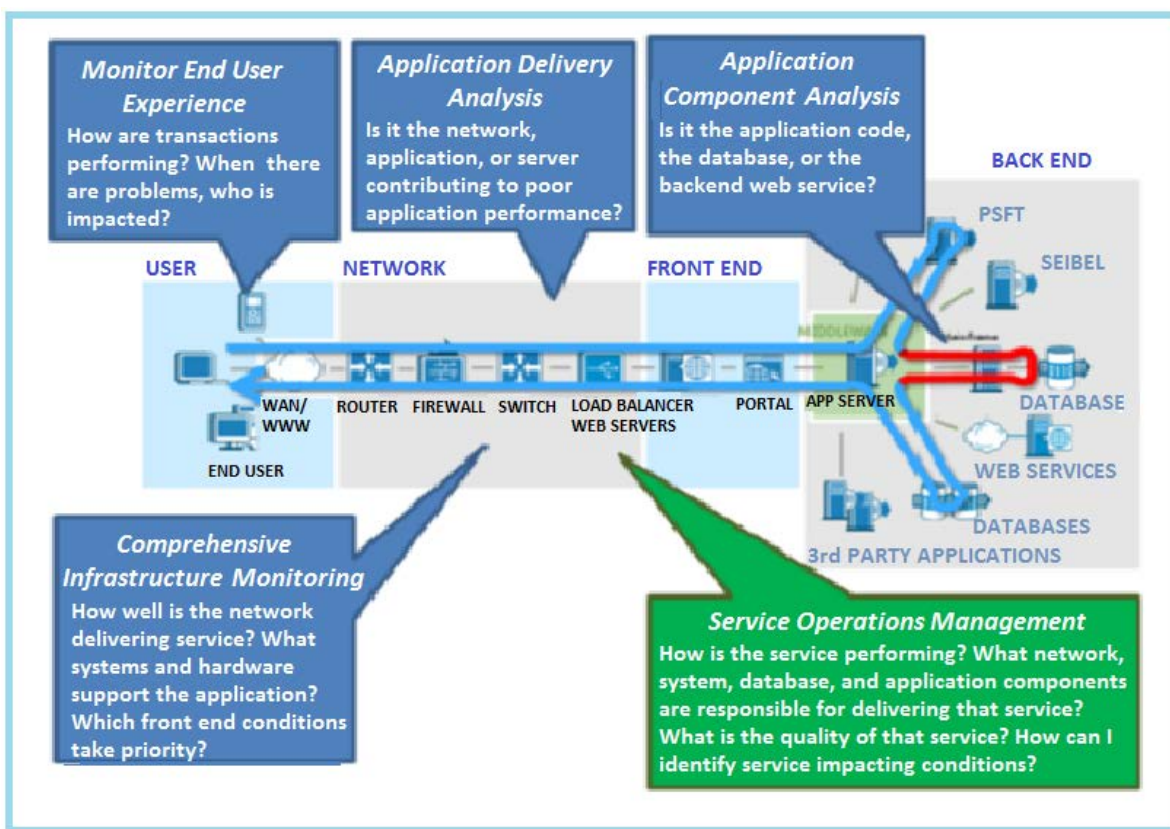 Monitor End User
Experience
How are transactions
performing? When there
are problems, who is
impacted?
Application Delivery
Analysis
Is it the network,
application, or server
contributing to poor
application performance?
Application
Component Analysis
Is it the application code,
the database, or the
backend web service?
BACK END
PSFT
SEIBEL
USER
NETWORK
FRONT END
WAN/
WWW
ROUTER
FIREWALL
SWITCH
LOAD BALANCER
WEB SERVERS
PORTAL
APP SERVER
DATABASE
END USER
WEB SERVICES
DATABASES
3rd PARTY APPLICATIONS
Comprehensive
Infrastructure Monitoring
How well is the network
delivering service? What
systems and hardware
support the application?
Which front end conditions
take priority?
Service Operations Management
How is the service performing? What network,
system, database, and application components
are responsible for delivering that service?
What is the quality of that service? How can I
identify service impacting conditions?